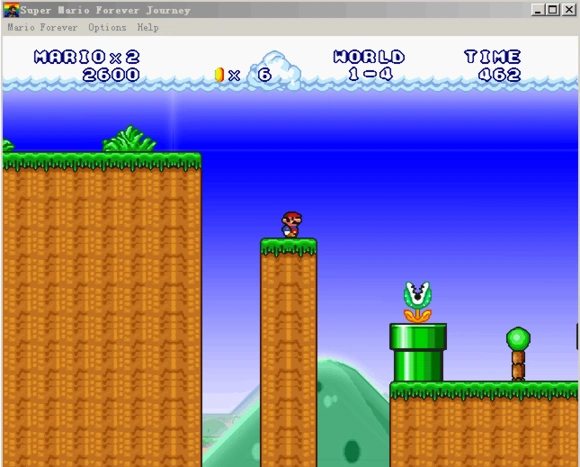 Super Mario Forever Journey
Mario Forever Options Help
MARIO x 2 WORLD TIME
2600 x 6 1-4 462